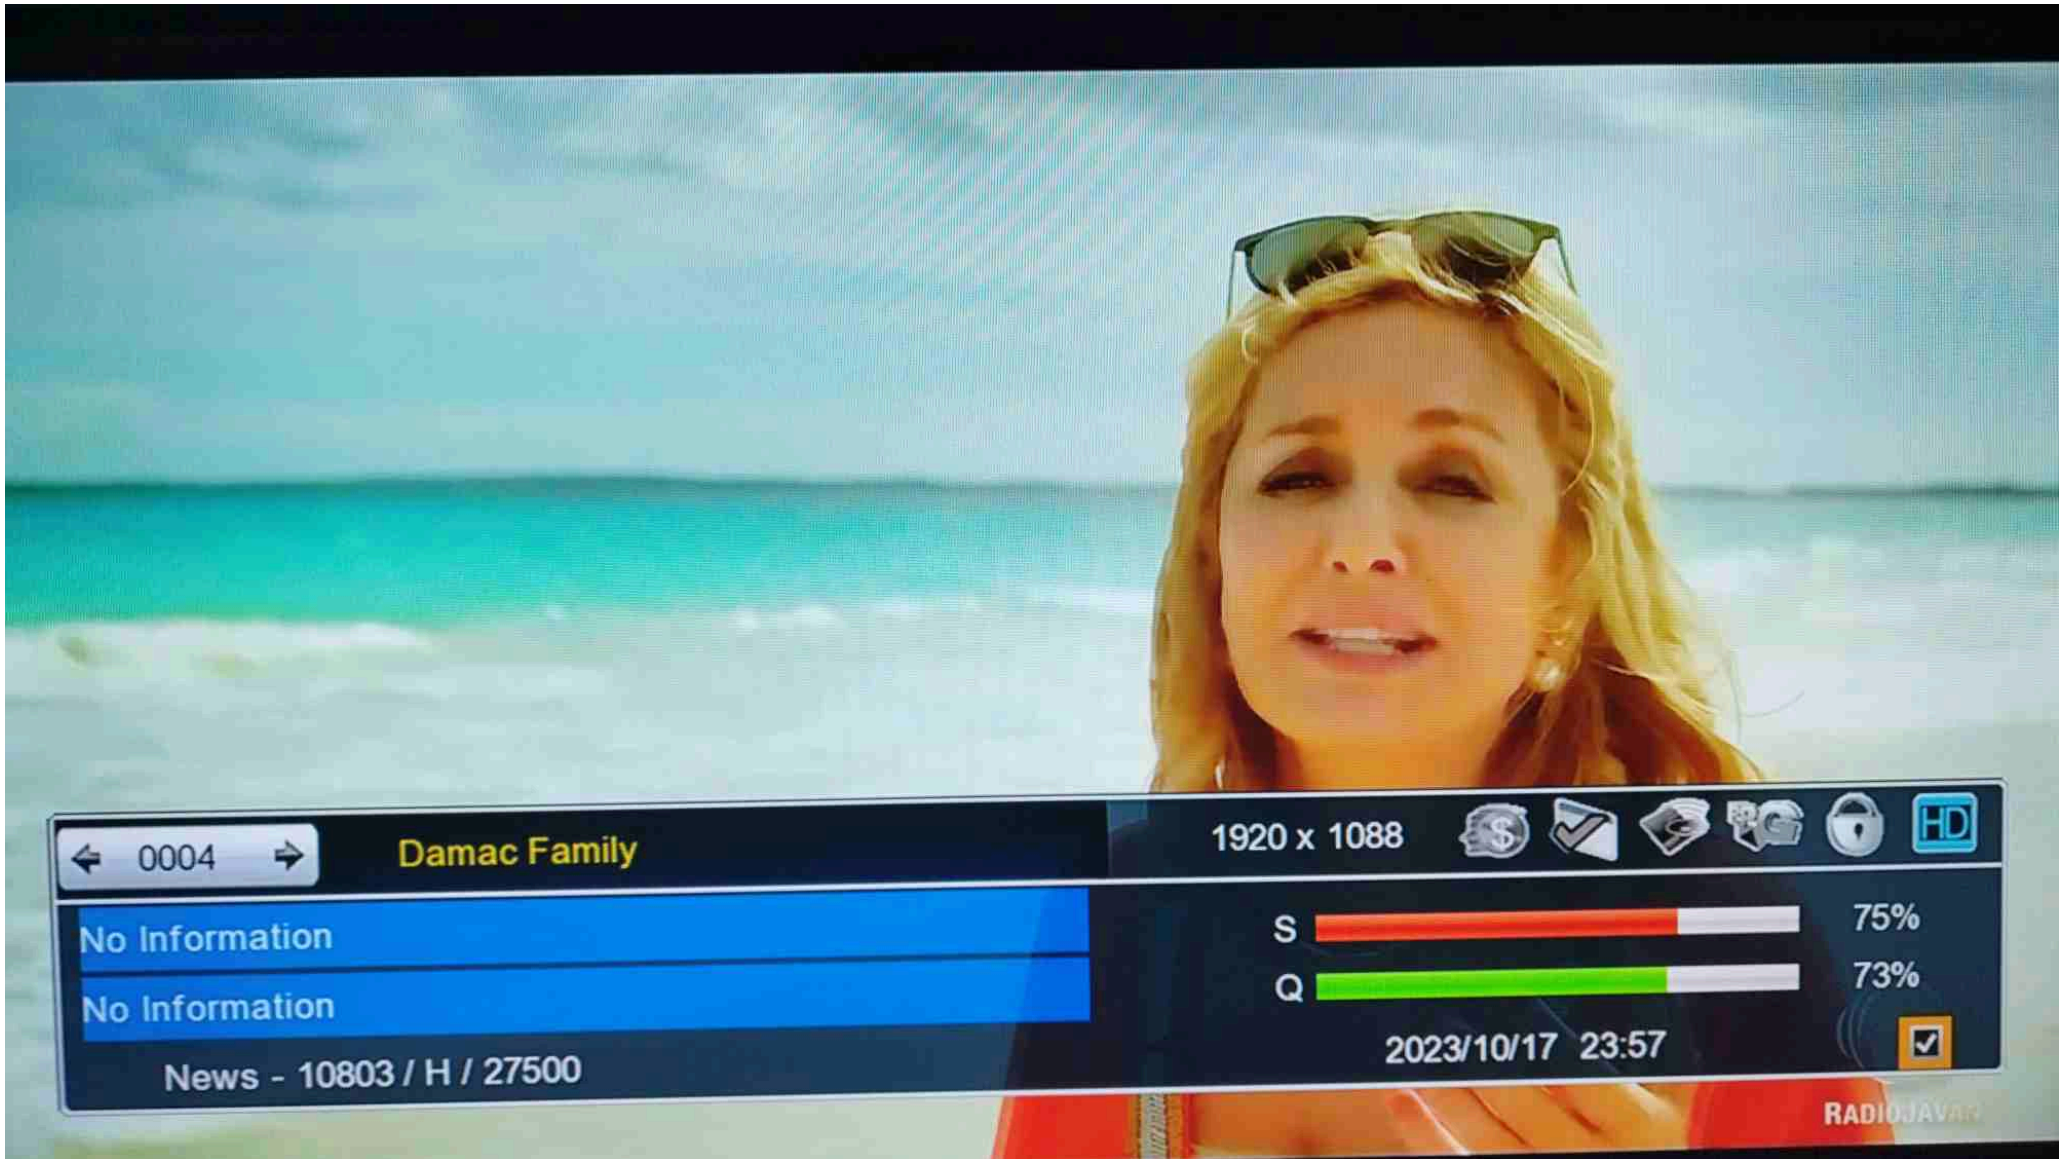 0004
Damac Family
1920 x 1088
HD
No Information
No Information
News - 10803 / H / 27500
S 75%
Q 73%
2023/10/17 23:57
RADIOJAVAN